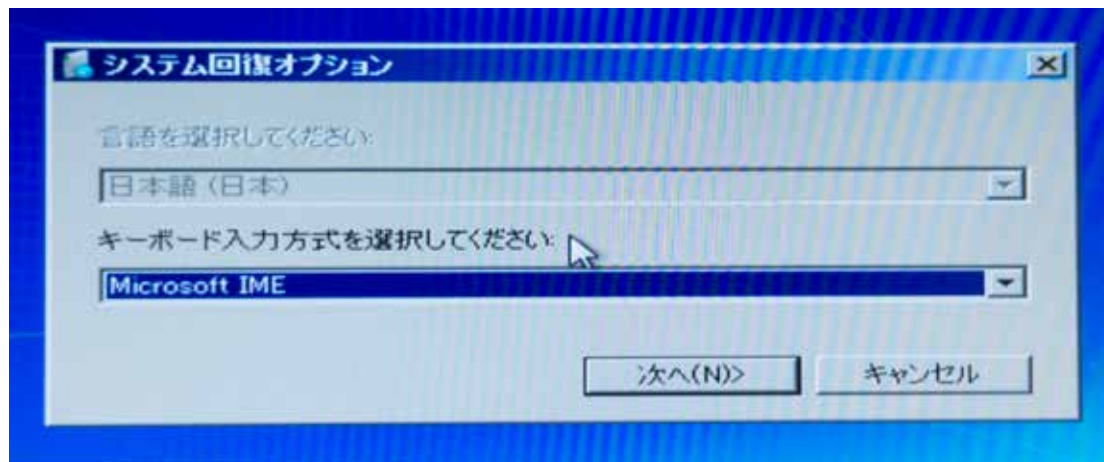 システム回復オプション
言語を選択してください:
日本語 (日本)
キーボード入力方式を選択してください:
Microsoft IME
次へ(N)>
キャンセル